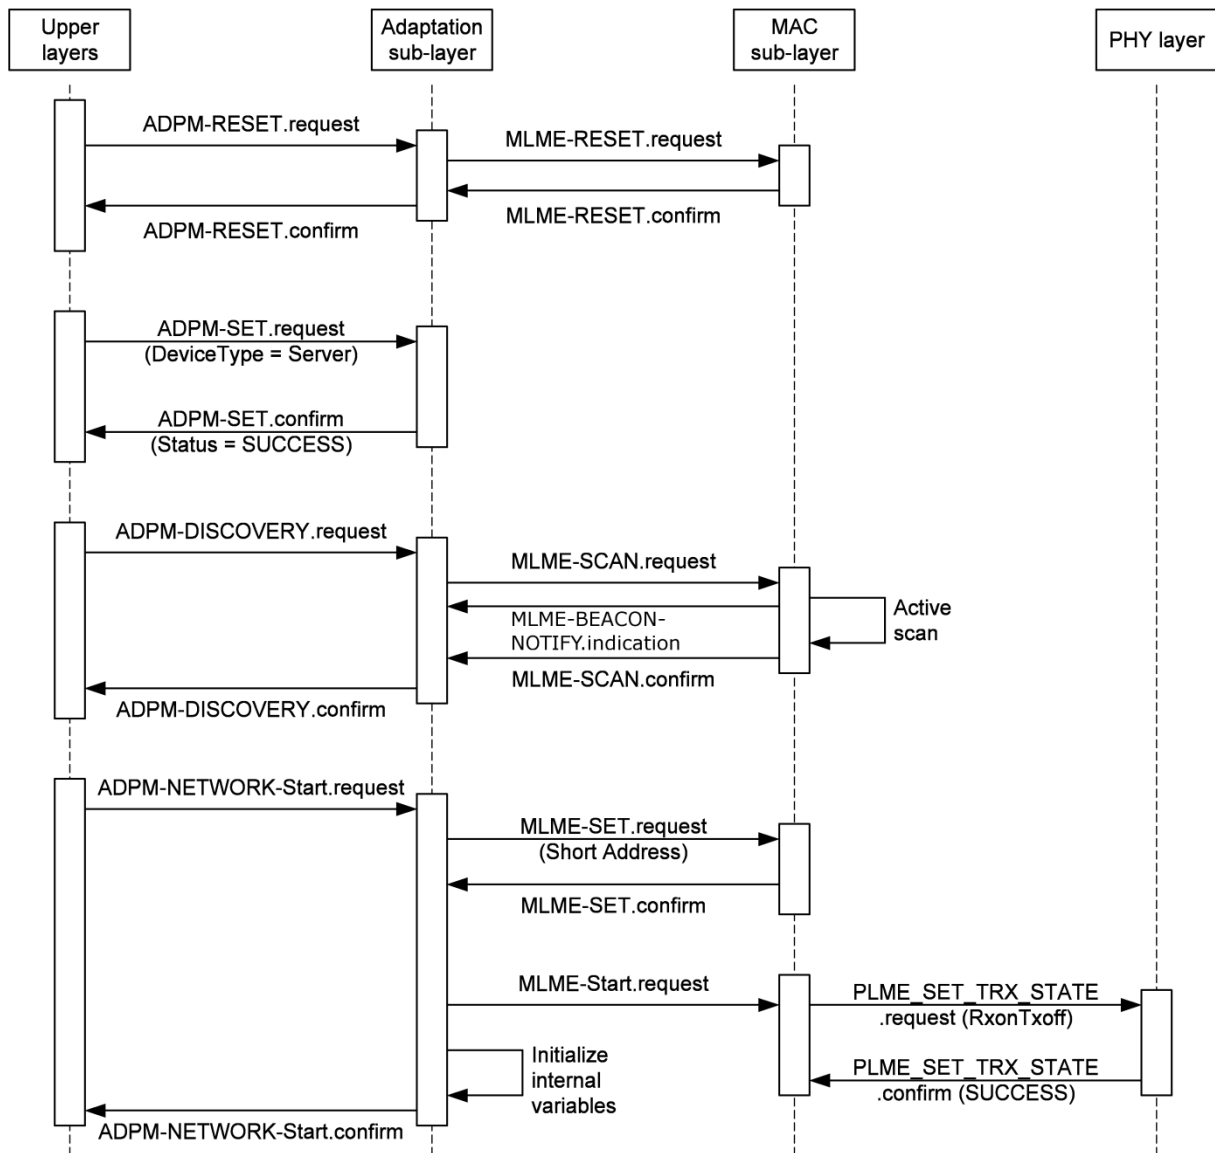 Upper
layers
Adaptation
sub-layer
MAC
sub-layer
PHY layer
ADPM-RESET.request
MLME-RESET.request
MLME-RESET.confirm
ADPM-RESET.confirm
ADPM-SET.request
(DeviceType = Server)
ADPM-SET.confirm
(Status = SUCCESS)
ADPM-DISCOVERY.request
MLME-SCAN.request
Active
scan
MLME-BEACON-
NOTIFY.indication
MLME-SCAN.confirm
ADPM-DISCOVERY.confirm
ADPM-NETWORK-Start.request
MLME-SET.request
(Short Address)
MLME-SET.confirm
MLME-Start.request
PLME_SET_TRX_STATE
.request (RxonTxoff)
Initialize
internal
variables
PLME_SET_TRX_STATE
.confirm (SUCCESS)
ADPM-NETWORK-Start.confirm